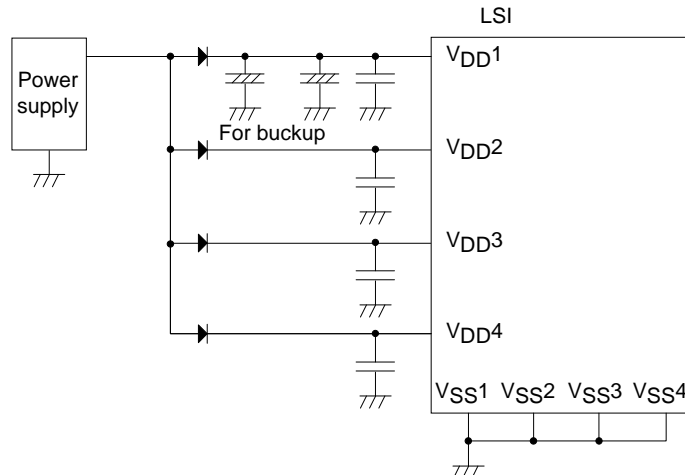 LSI
Power
supply
VDD1
For buckup
VDD2
VDD3
VDD4
VSS1 VSS2 VSS3 VSS4